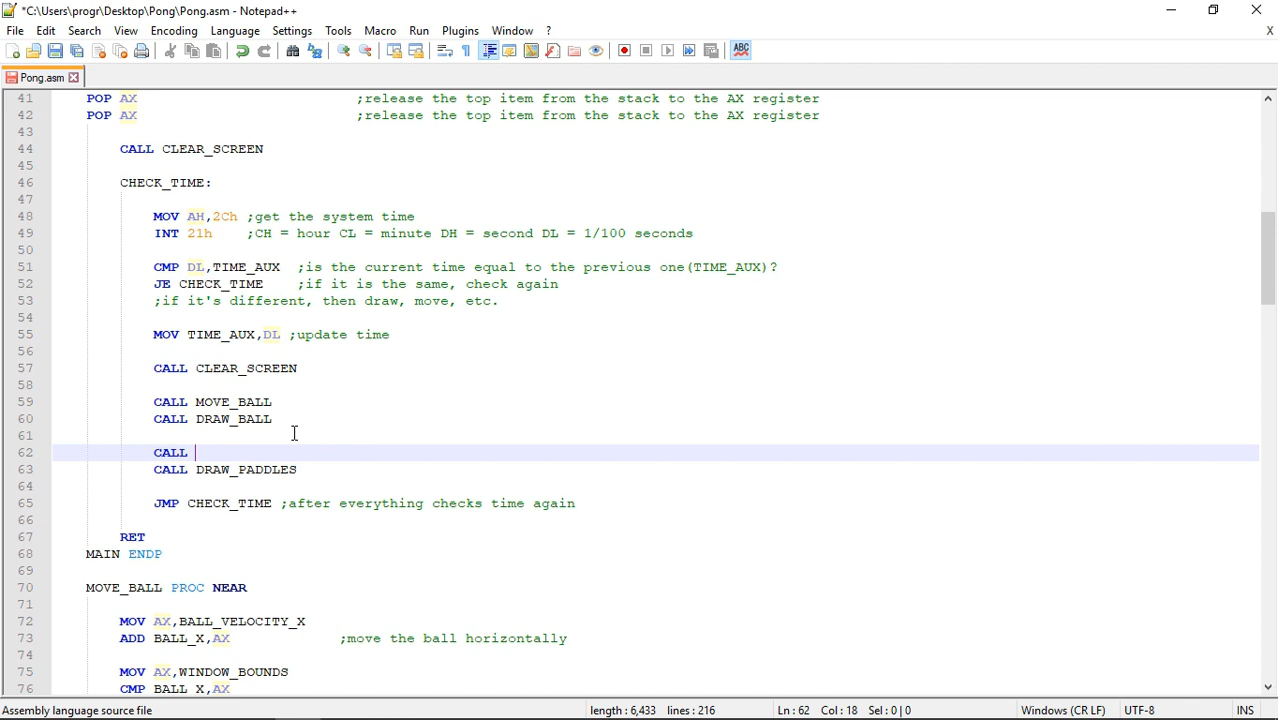 *C:\Users\progr\Desktop\Pong\Pong.asm - Notepad++
File Edit Search View Encoding Language Settings Tools Macro Run Plugins Window ? X
ABC
Pong.asm
41 POP AX ;release the top item from the stack to the AX register
42 POP AX ;release the top item from the stack to the AX register
43
44 CALL CLEAR_SCREEN
45
46 CHECK_TIME:
47
48 MOV AH,2Ch ;get the system time
49 INT 21h ;CH = hour CL = minute DH = second DL = 1/100 seconds
50
51 CMP DL,TIME_AUX ;is the current time equal to the previous one(TIME_AUX)?
52 JE CHECK_TIME ;if it is the same, check again
53 ;if it's different, then draw, move, etc.
54
55 MOV TIME_AUX,DL ;update time
56
57 CALL CLEAR_SCREEN
58
59 CALL MOVE_BALL
60 CALL DRAW_BALL
61
62 CALL
63 CALL DRAW_PADDLES
64
65 JMP CHECK_TIME ;after everything checks time again
66
67 RET
68 MAIN ENDP
69
70 MOVE_BALL PROC NEAR
71
72 MOV AX,BALL_VELOCITY_X
73 ADD BALL_X,AX ;move the ball horizontally
74
75 MOV AX,WINDOW_BOUNDS
76 CMP BALL_X,AX
Assembly language source file length : 6,433 lines : 216 Ln : 62 Col : 18 Sel : 0 | 0 Windows (CR LF) UTF-8 INS